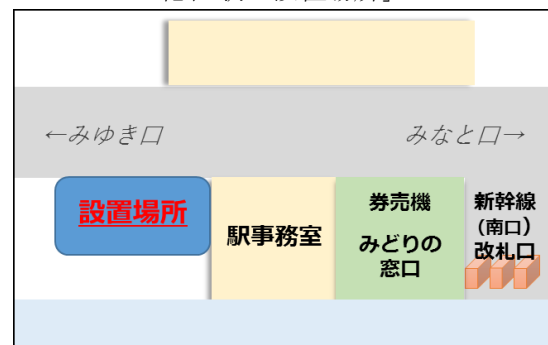 ←みゆき口
みなと口→
設置場所
駅事務室
券売機
みどりの
窓口
新幹線
(南口)
改札口